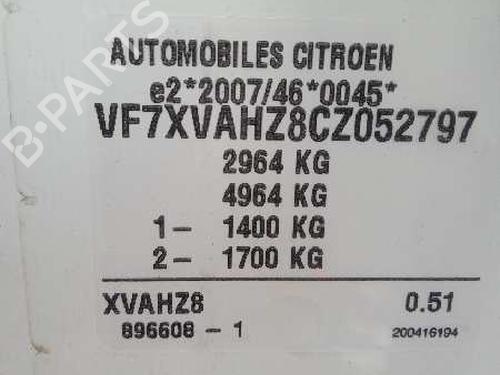 AUTOMOBILES CITROEN
e2*2007/46*0045*
VF7XVAHZ8CZ052797
2964 KG
4964 KG
1- 1400 KG
2- 1700 KG
XVAHZ8 0.51
896608-1 200416194
B-PARTS